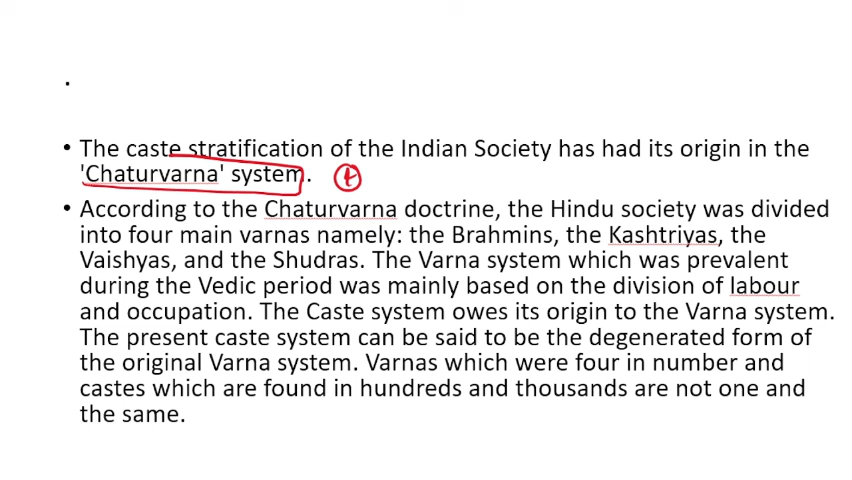 • The caste stratification of the Indian Society has had its origin in the
'Chaturvarna' system.
• According to the Chaturvarna doctrine, the Hindu society was divided
into four main varnas namely: the Brahmins, the Kashtriyas, the
Vaishyas, and the Shudras. The Varna system which was prevalent
during the Vedic period was mainly based on the division of labour
and occupation. The Caste system owes its origin to the Varna system.
The present caste system can be said to be the degenerated form of
the original Varna system. Varnas which were four in number and
castes which are found in hundreds and thousands are not one and
the same.